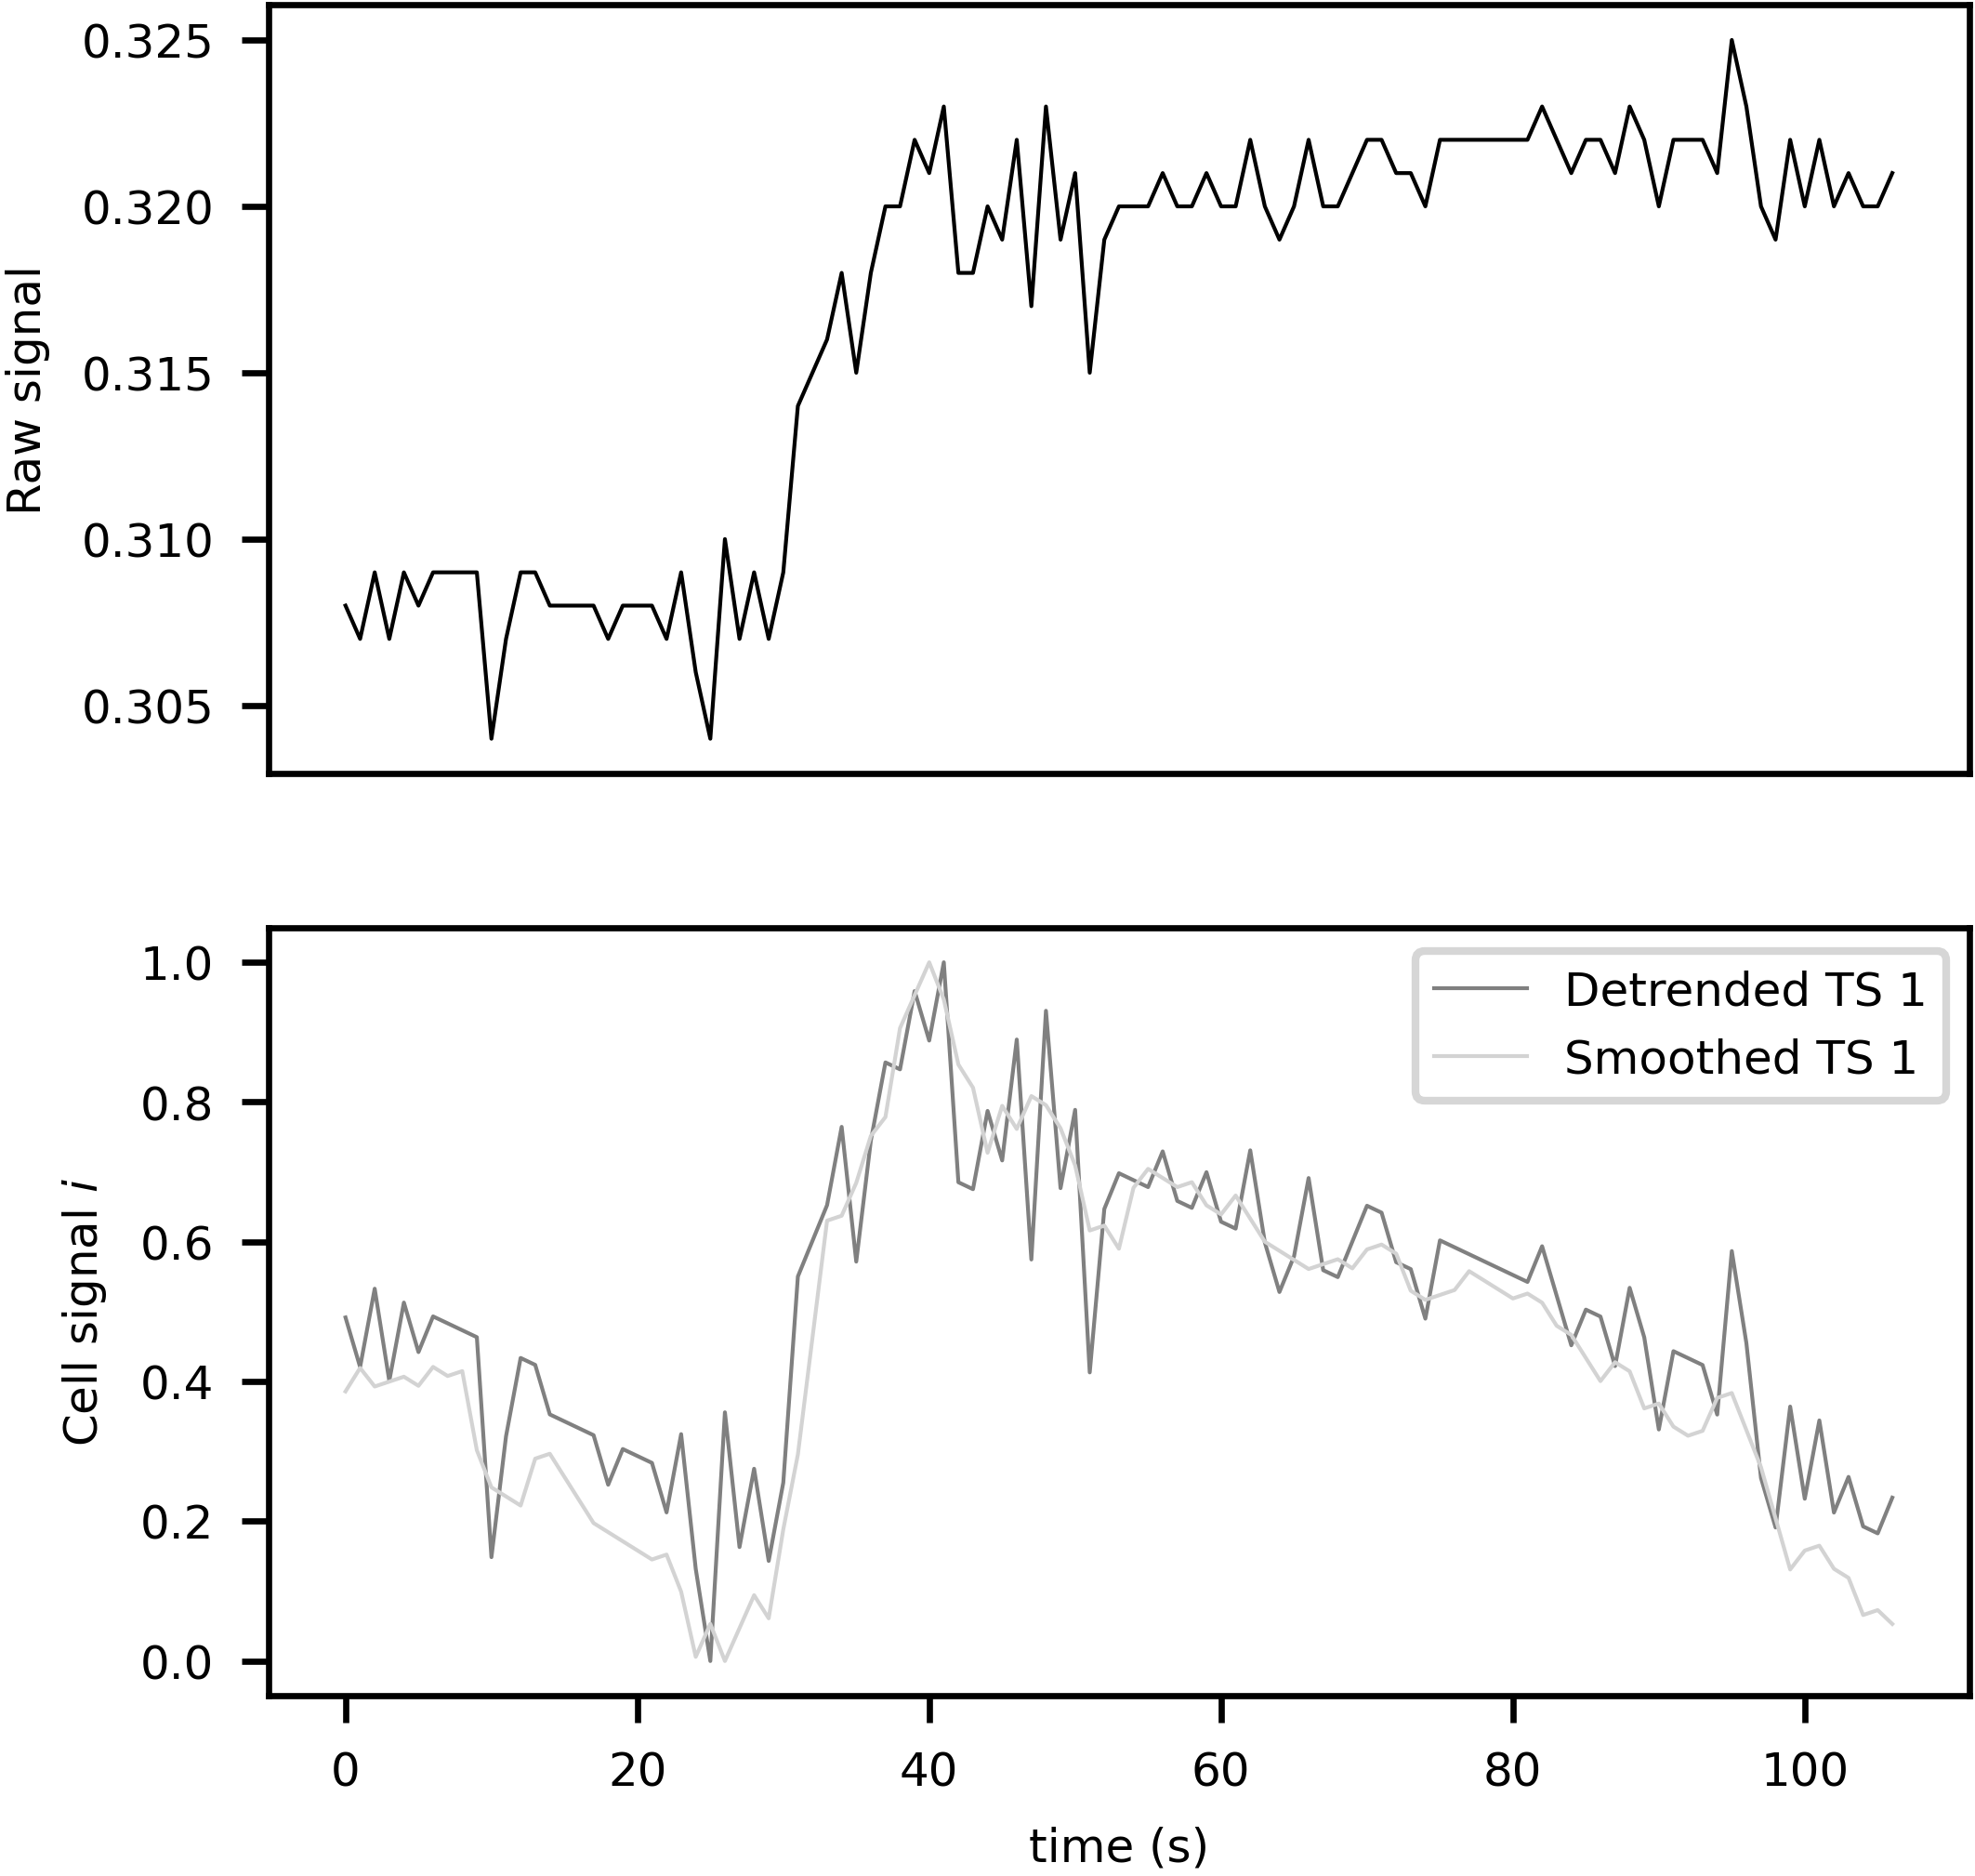 Raw signal
0.325
0.320
0.315
0.310
0.305
Cell signal i
1.0
0.8
0.6
0.4
0.2
0.0
Detrended TS 1
Smoothed TS 1
0 20 40 60 80 100
time (s)